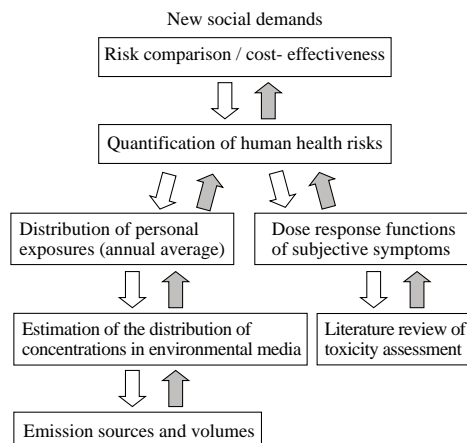 New social demands
Risk comparison / cost- effectiveness
Quantification of human health risks
Distribution of personal
exposures (annual average)
Dose response functions
of subjective symptoms
Estimation of the distribution of
concentrations in environmental media
Literature review of
toxicity assessment
Emission sources and volumes